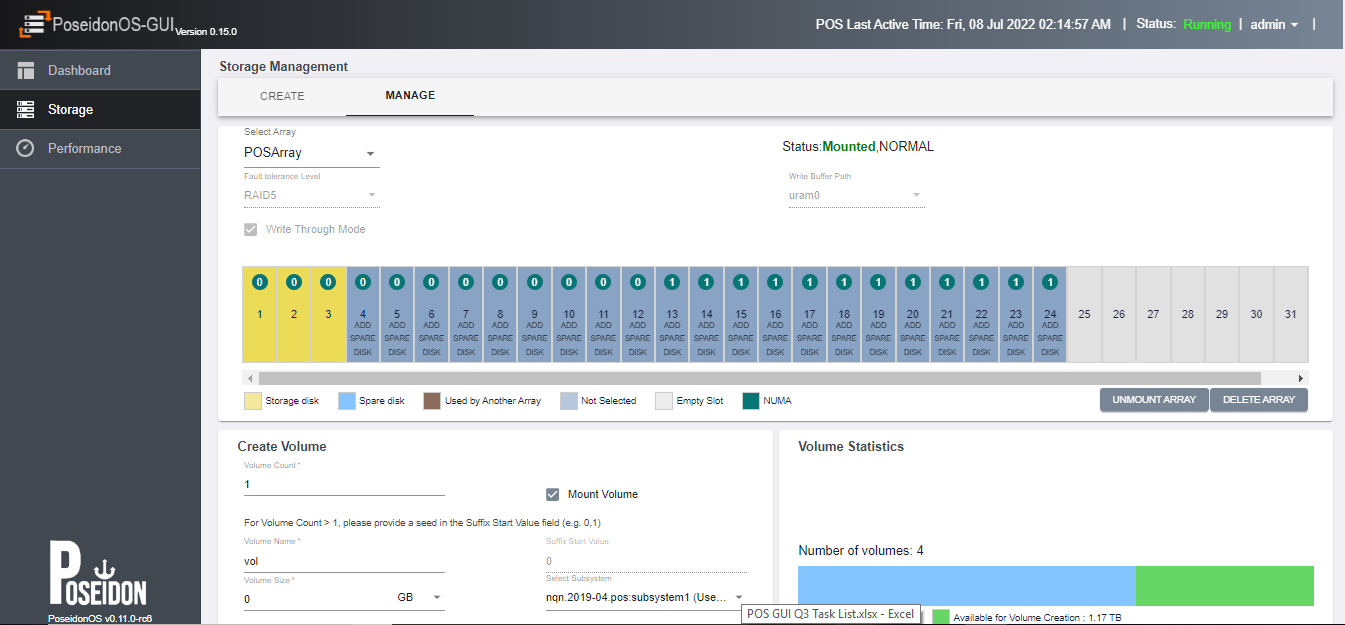 PoseidonOS-GUI Version 0.15.0
POS Last Active Time: Fri, 08 Jul 2022 02:14:57 AM | Status: Running | admin |
Dashboard
Storage
Performance
POSEIDON
PoseidonOS v0.11.0-rc6
Storage Management
CREATE MANAGE
Select Array
POSArray
Status:Mounted,NORMAL
Fault tolerance Level
RAID5
Write Buffer Path
uram0
Write Through Mode
0 0 0 0 0 0 0 0 0 0 0 0 1 1 1 1 1 1 1 1 1 1 1 1
1 2 3 4 5 6 7 8 9 10 11 12 13 14 15 16 17 18 19 20 21 22 23 24 25 26 27 28 29 30 31
ADD ADD ADD ADD ADD ADD ADD ADD ADD ADD ADD ADD ADD ADD ADD ADD ADD ADD ADD ADD ADD
SPARE SPARE SPARE SPARE SPARE SPARE SPARE SPARE SPARE SPARE SPARE SPARE SPARE SPARE SPARE SPARE SPARE SPARE SPARE SPARE SPARE
DISK DISK DISK DISK DISK DISK DISK DISK DISK DISK DISK DISK DISK DISK DISK DISK DISK DISK DISK DISK DISK
Storage disk Spare disk Used by Another Array Not Selected Empty Slot NUMA
UNMOUNT ARRAY DELETE ARRAY
Create Volume
Volume Count *
1
Mount Volume
For Volume Count > 1, please provide a seed in the Suffix Start Value field (e.g. 0,1)
Volume Name *
vol
Suffix Start Value
0
Volume Size *
0 GB
Select Subsystem
nqn.2019-04.pos:subsystem1 (Use...
Volume Statistics
Number of volumes: 4
POS GUI Q3 Task List.xlsx - Excel
Available for Volume Creation : 1.17 TB